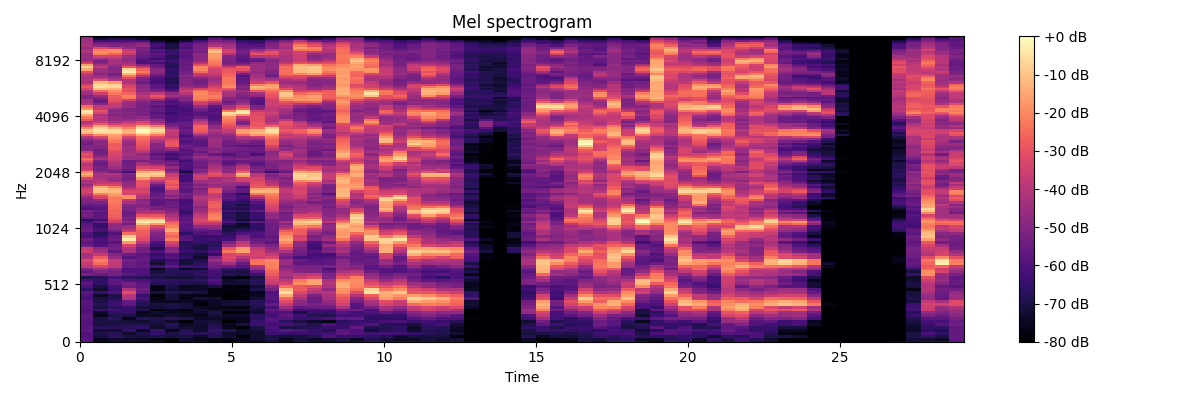 Mel spectrogram
Hz
8192
4096
2048
1024
512
0
0 5 10 15 20 25
Time
+0 dB
-10 dB
-20 dB
-30 dB
-40 dB
-50 dB
-60 dB
-70 dB
-80 dB